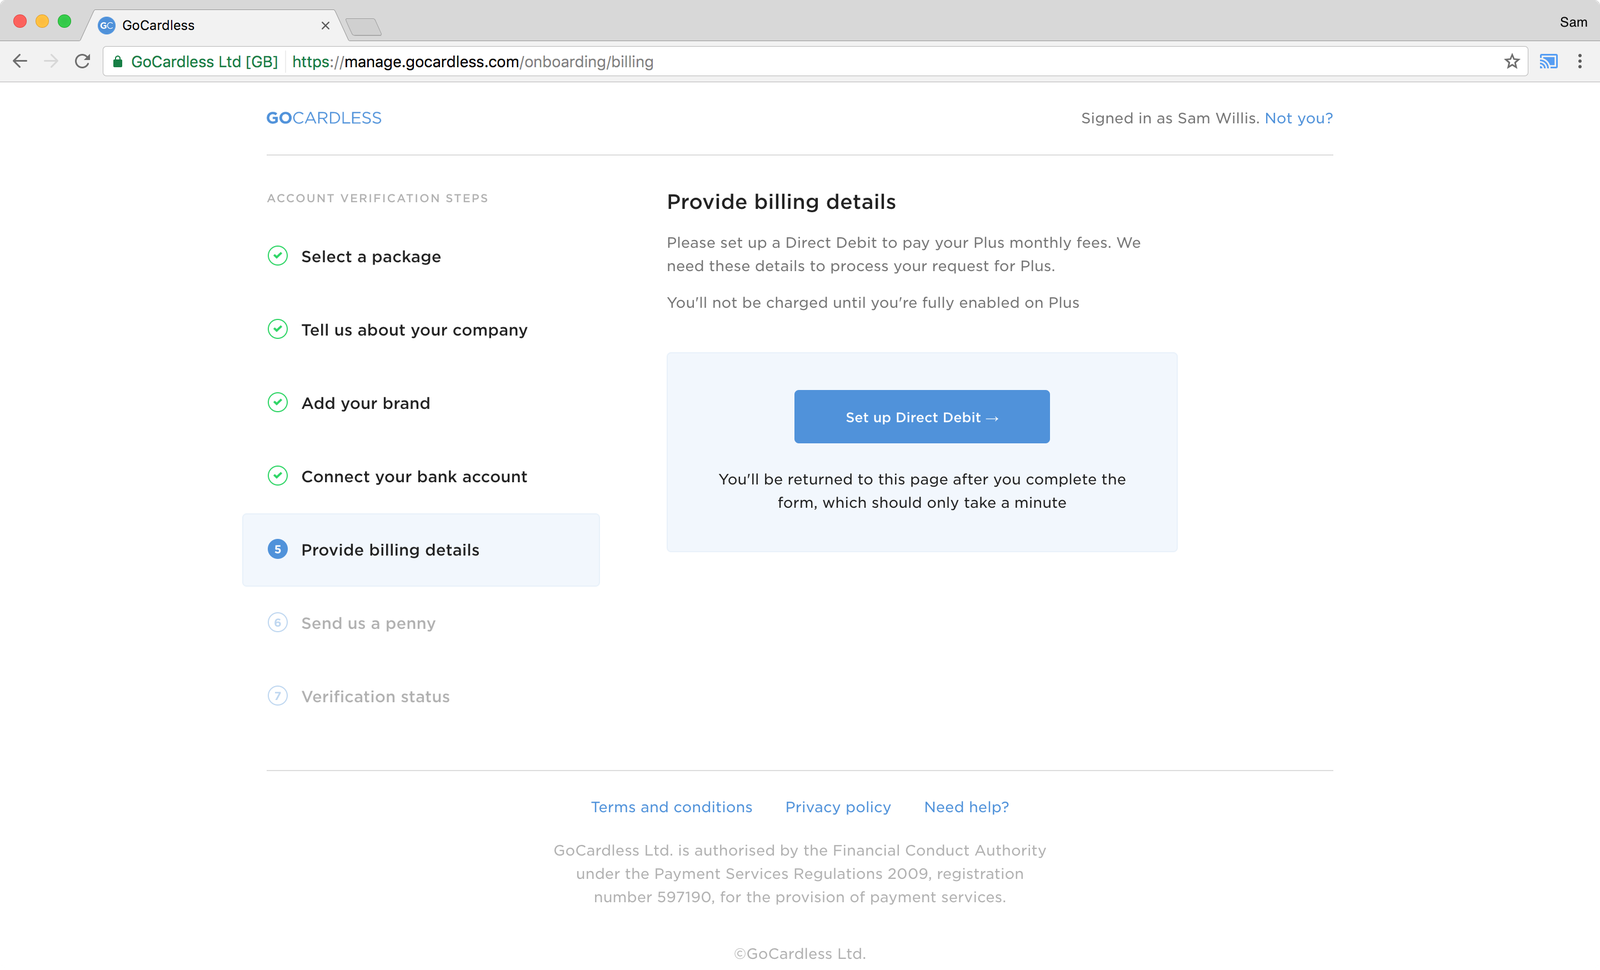 GC GoCardless
Sam
GoCardless Ltd [GB] https://manage.gocardless.com/onboarding/billing
GOCARDLESS
Signed in as Sam Willis. Not you?
ACCOUNT VERIFICATION STEPS
Select a package
Tell us about your company
Add your brand
Connect your bank account
5 Provide billing details
6 Send us a penny
7 Verification status
Provide billing details
Please set up a Direct Debit to pay your Plus monthly fees. We
need these details to process your request for Plus.
You'll not be charged until you're fully enabled on Plus
Set up Direct Debit →
You'll be returned to this page after you complete the
form, which should only take a minute
Terms and conditions Privacy policy Need help?
GoCardless Ltd. is authorised by the Financial Conduct Authority
under the Payment Services Regulations 2009, registration
number 597190, for the provision of payment services.
©GoCardless Ltd.